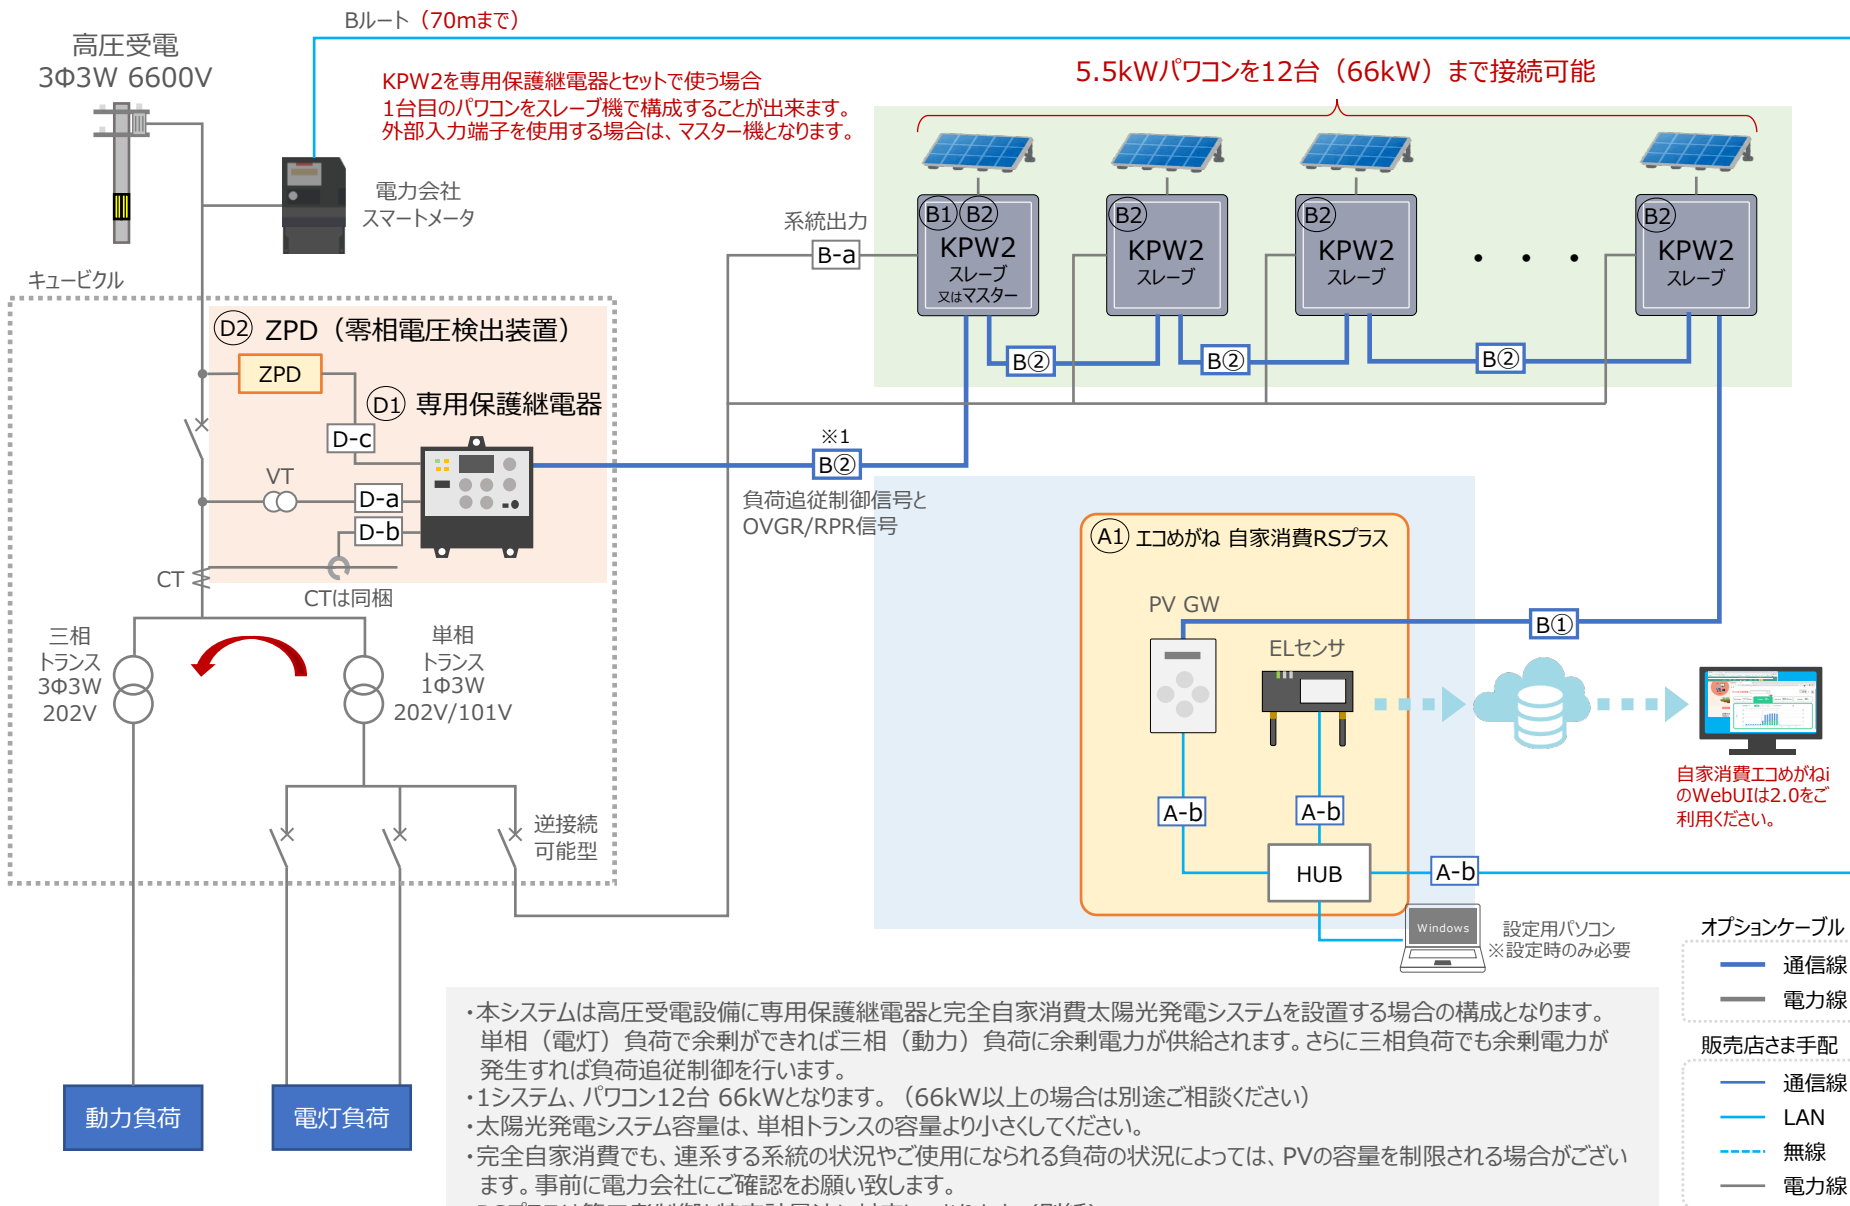 Bルート（70mまで）
高圧受電
3Φ3W 6600V
KPW2を専用保護継電器とセットで使う場合
1台目のパワコンをスレーブ機で構成することが出来ます。
外部入力端子を使用する場合は、マスター機となります。
5.5kWパワコンを12台（66kW）まで接続可能
電力会社
スマートメータ
系統出力
B-a
B1 B2
KPW2
スレーブ
又はマスター
B2
KPW2
スレーブ
B2
KPW2
スレーブ
・ ・ ・
B2
KPW2
スレーブ
B②
B②
B②
キュービクル
D2 ZPD（零相電圧検出装置）
ZPD
D1 専用保護継電器
D-c
VT
D-a
D-b
CT
CTは同梱
※1
B②
負荷追従制御信号と
OVGR/RPR信号
A1 エコめがね 自家消費RSプラス
PV GW
B①
ELセンサ
三相
トランス
3Φ3W
202V
単相
トランス
1Φ3W
202V/101V
自家消費エコめがねi
のWebUIは2.0をご
利用ください。
A-b
A-b
逆接続
可能型
HUB
A-b
Windows
設定用パソコン
※設定時のみ必要
オプションケーブル
通信線
電力線
販売店さま手配
通信線
LAN
無線
電力線
動力負荷
電灯負荷
・本システムは高圧受電設備に専用保護継電器と完全自家消費太陽光発電システムを設置する場合の構成となります。
単相（電灯）負荷で余剰ができれば三相（動力）負荷に余剰電力が供給されます。さらに三相負荷でも余剰電力が
発生すれば負荷追従制御を行います。
・1システム、パワコン12台 66kWとなります。（66kW以上の場合は別途ご相談ください）
・太陽光発電システム容量は、単相トランスの容量より小さくしてください。
・完全自家消費でも、連系する系統の状況やご使用になられる負荷の状況によっては、PVの容量を制限される場合がござい
ます。事前に電力会社にご確認をお願い致します。